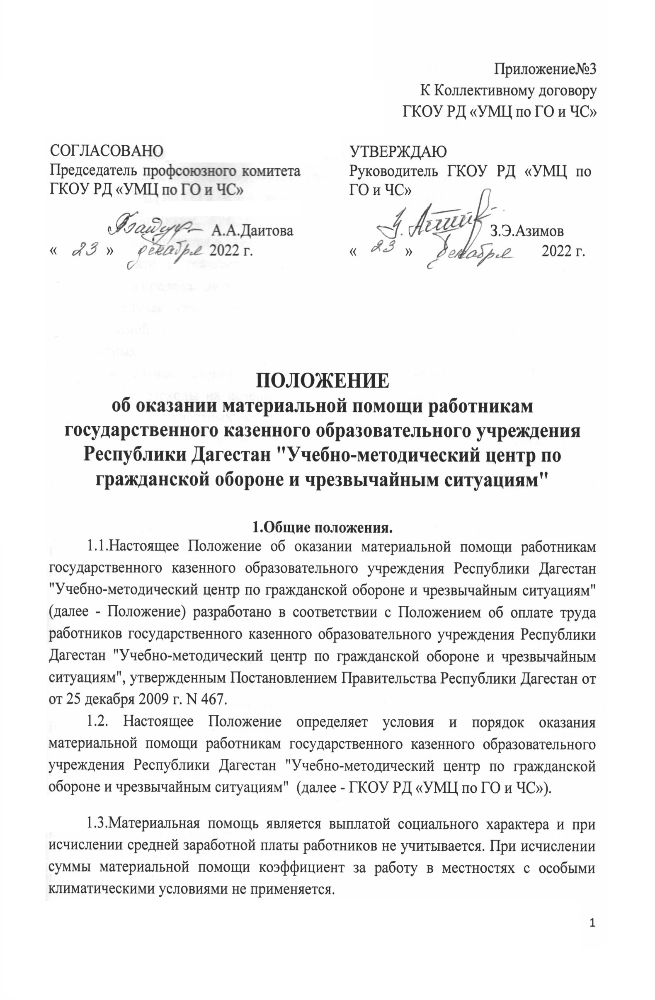 Приложение№3
К Коллективному договору
ГКОУ РД «УМЦ по ГО и ЧС»
СОГЛАСОВАНО
Председатель профсоюзного комитета
ГКОУ РД «УМЦ по ГО и ЧС»
А.А.Даитова
« 23 » декабря 2022 г.
УТВЕРЖДАЮ
Руководитель ГКОУ РД «УМЦ по
ГО и ЧС»
З.Э.Азимов
« 23 » декабря 2022 г.
ПОЛОЖЕНИЕ
об оказании материальной помощи работникам
государственного казенного образовательного учреждения
Республики Дагестан "Учебно-методический центр по
гражданской обороне и чрезвычайным ситуациям"
1.Общие положения.
1.1.Настоящее Положение об оказании материальной помощи работникам
государственного казенного образовательного учреждения Республики Дагестан
"Учебно-методический центр по гражданской обороне и чрезвычайным ситуациям"
(далее - Положение) разработано в соответствии с Положением об оплате труда
работников государственного казенного образовательного учреждения Республики
Дагестан "Учебно-методический центр по гражданской обороне и чрезвычайным
ситуациям", утвержденным Постановлением Правительства Республики Дагестан от
от 25 декабря 2009 г. N 467.
1.2. Настоящее Положение определяет условия и порядок оказания
материальной помощи работникам государственного казенного образовательного
учреждения Республики Дагестан "Учебно-методический центр по гражданской
обороне и чрезвычайным ситуациям" (далее - ГКОУ РД «УМЦ по ГО и ЧС»).
1.3.Материальная помощь является выплатой социального характера и при
исчислении средней заработной платы работников не учитывается. При исчислении
суммы материальной помощи коэффициент за работу в местностях с особыми
климатическими условиями не применяется.
1